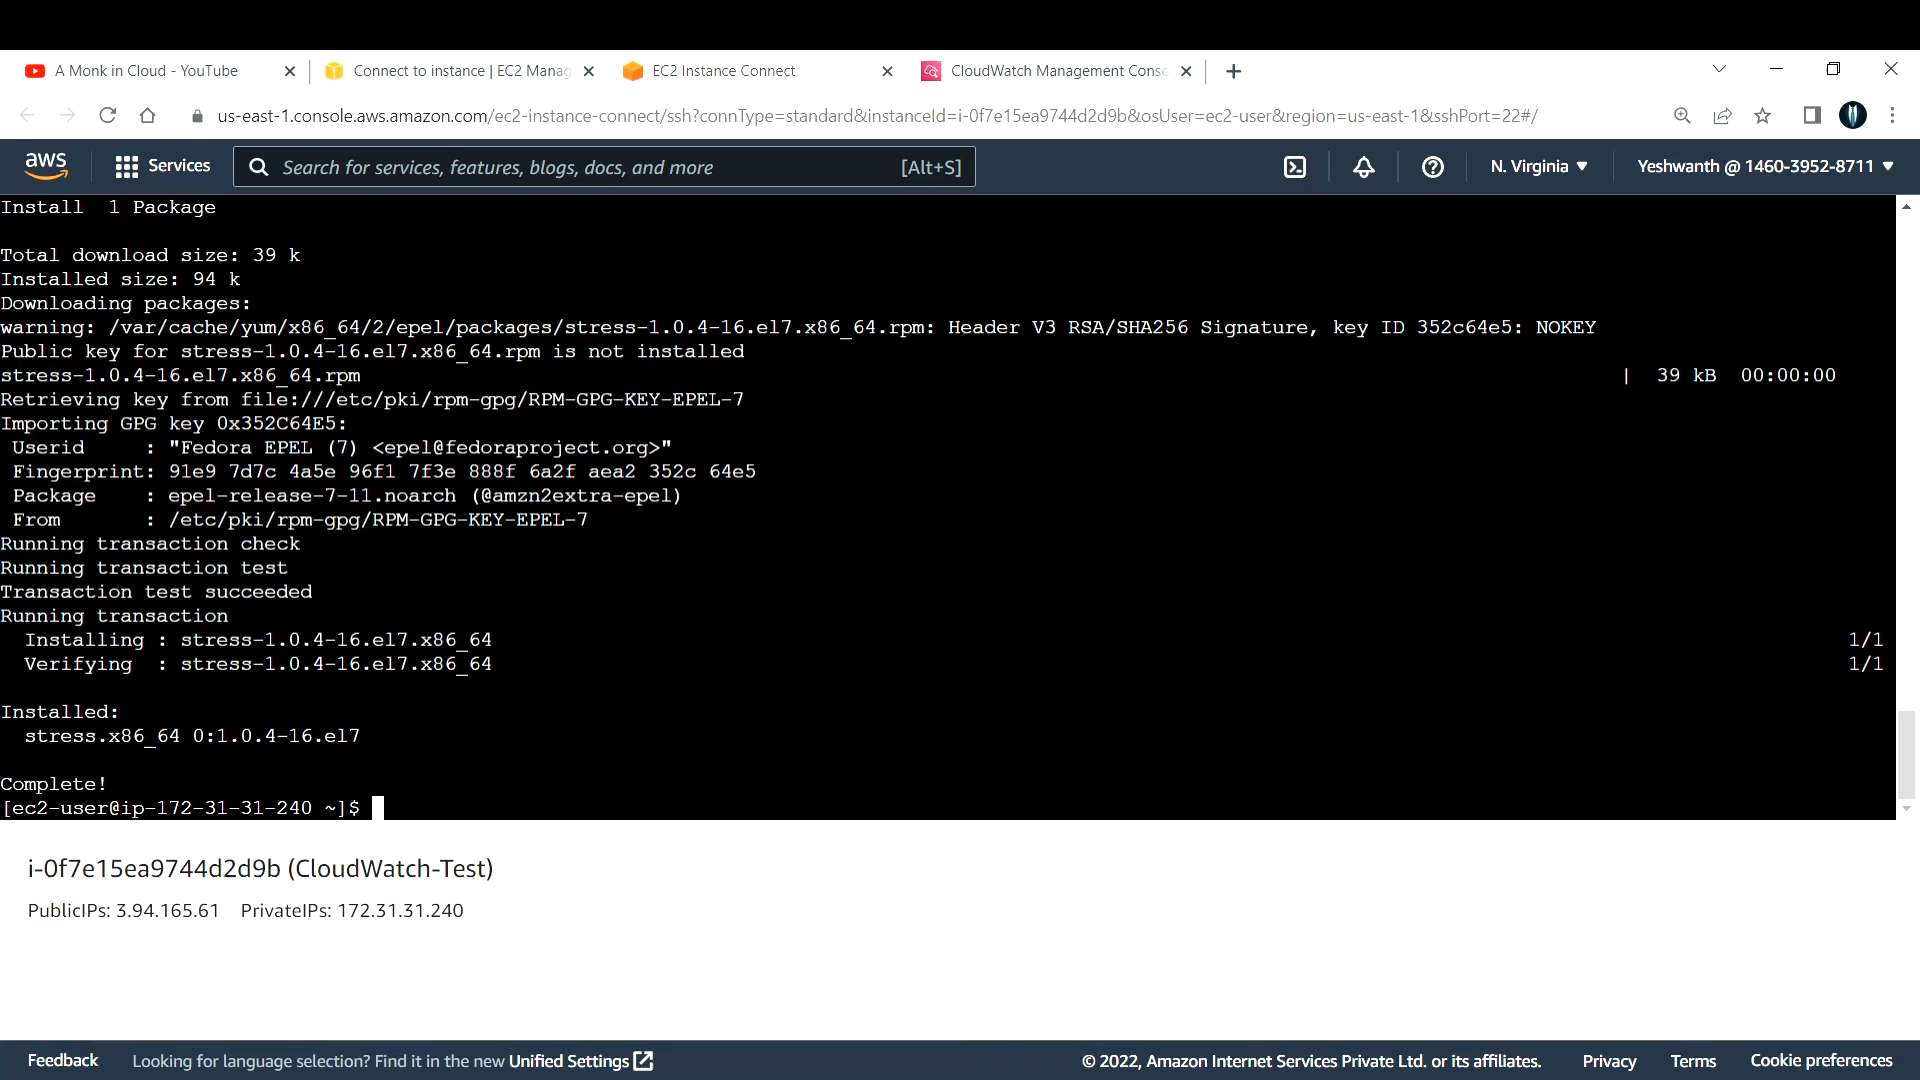 A Monk in Cloud - YouTube
Connect to instance | EC2 Manag
EC2 Instance Connect
CloudWatch Management Consc
us-east-1.console.aws.amazon.com/ec2-instance-connect/ssh?connType=standard&instanceId=i-0f7e15ea9744d2d9b&osUser=ec2-user&region=us-east-1&sshPort=22#/
aws
Services
Search for services, features, blogs, docs, and more
[Alt+S]
N. Virginia
Yeshwanth @ 1460-3952-8711
Install  1 Package
Total download size: 39 k
Installed size: 94 k
Downloading packages:
warning: /var/cache/yum/x86_64/2/epel/packages/stress-1.0.4-16.el7.x86_64.rpm: Header V3 RSA/SHA256 Signature, key ID 352c64e5: NOKEY
Public key for stress-1.0.4-16.el7.x86_64.rpm is not installed
stress-1.0.4-16.el7.x86_64.rpm | 39 kB 00:00:00
Retrieving key from file:///etc/pki/rpm-gpg/RPM-GPG-KEY-EPEL-7
Importing GPG key 0x352C64E5:
Userid : "Fedora EPEL (7) <epel@fedoraproject.org>"
Fingerprint: 91e9 7d7c 4a5e 96f1 7f3e 888f 6a2f aea2 352c 64e5
Package : epel-release-7-11.noarch (@amzn2extra-epel)
From : /etc/pki/rpm-gpg/RPM-GPG-KEY-EPEL-7
Running transaction check
Running transaction test
Transaction test succeeded
Running transaction
Installing : stress-1.0.4-16.el7.x86_64 1/1
Verifying : stress-1.0.4-16.el7.x86_64 1/1
Installed:
stress.x86_64 0:1.0.4-16.el7
Complete!
[ec2-user@ip-172-31-31-240 ~]$
i-0f7e15ea9744d2d9b (CloudWatch-Test)
PublicIPs: 3.94.165.61 PrivateIPs: 172.31.31.240
Feedback
Looking for language selection? Find it in the new Unified Settings
© 2022, Amazon Internet Services Private Ltd. or its affiliates.
Privacy
Terms
Cookie preferences